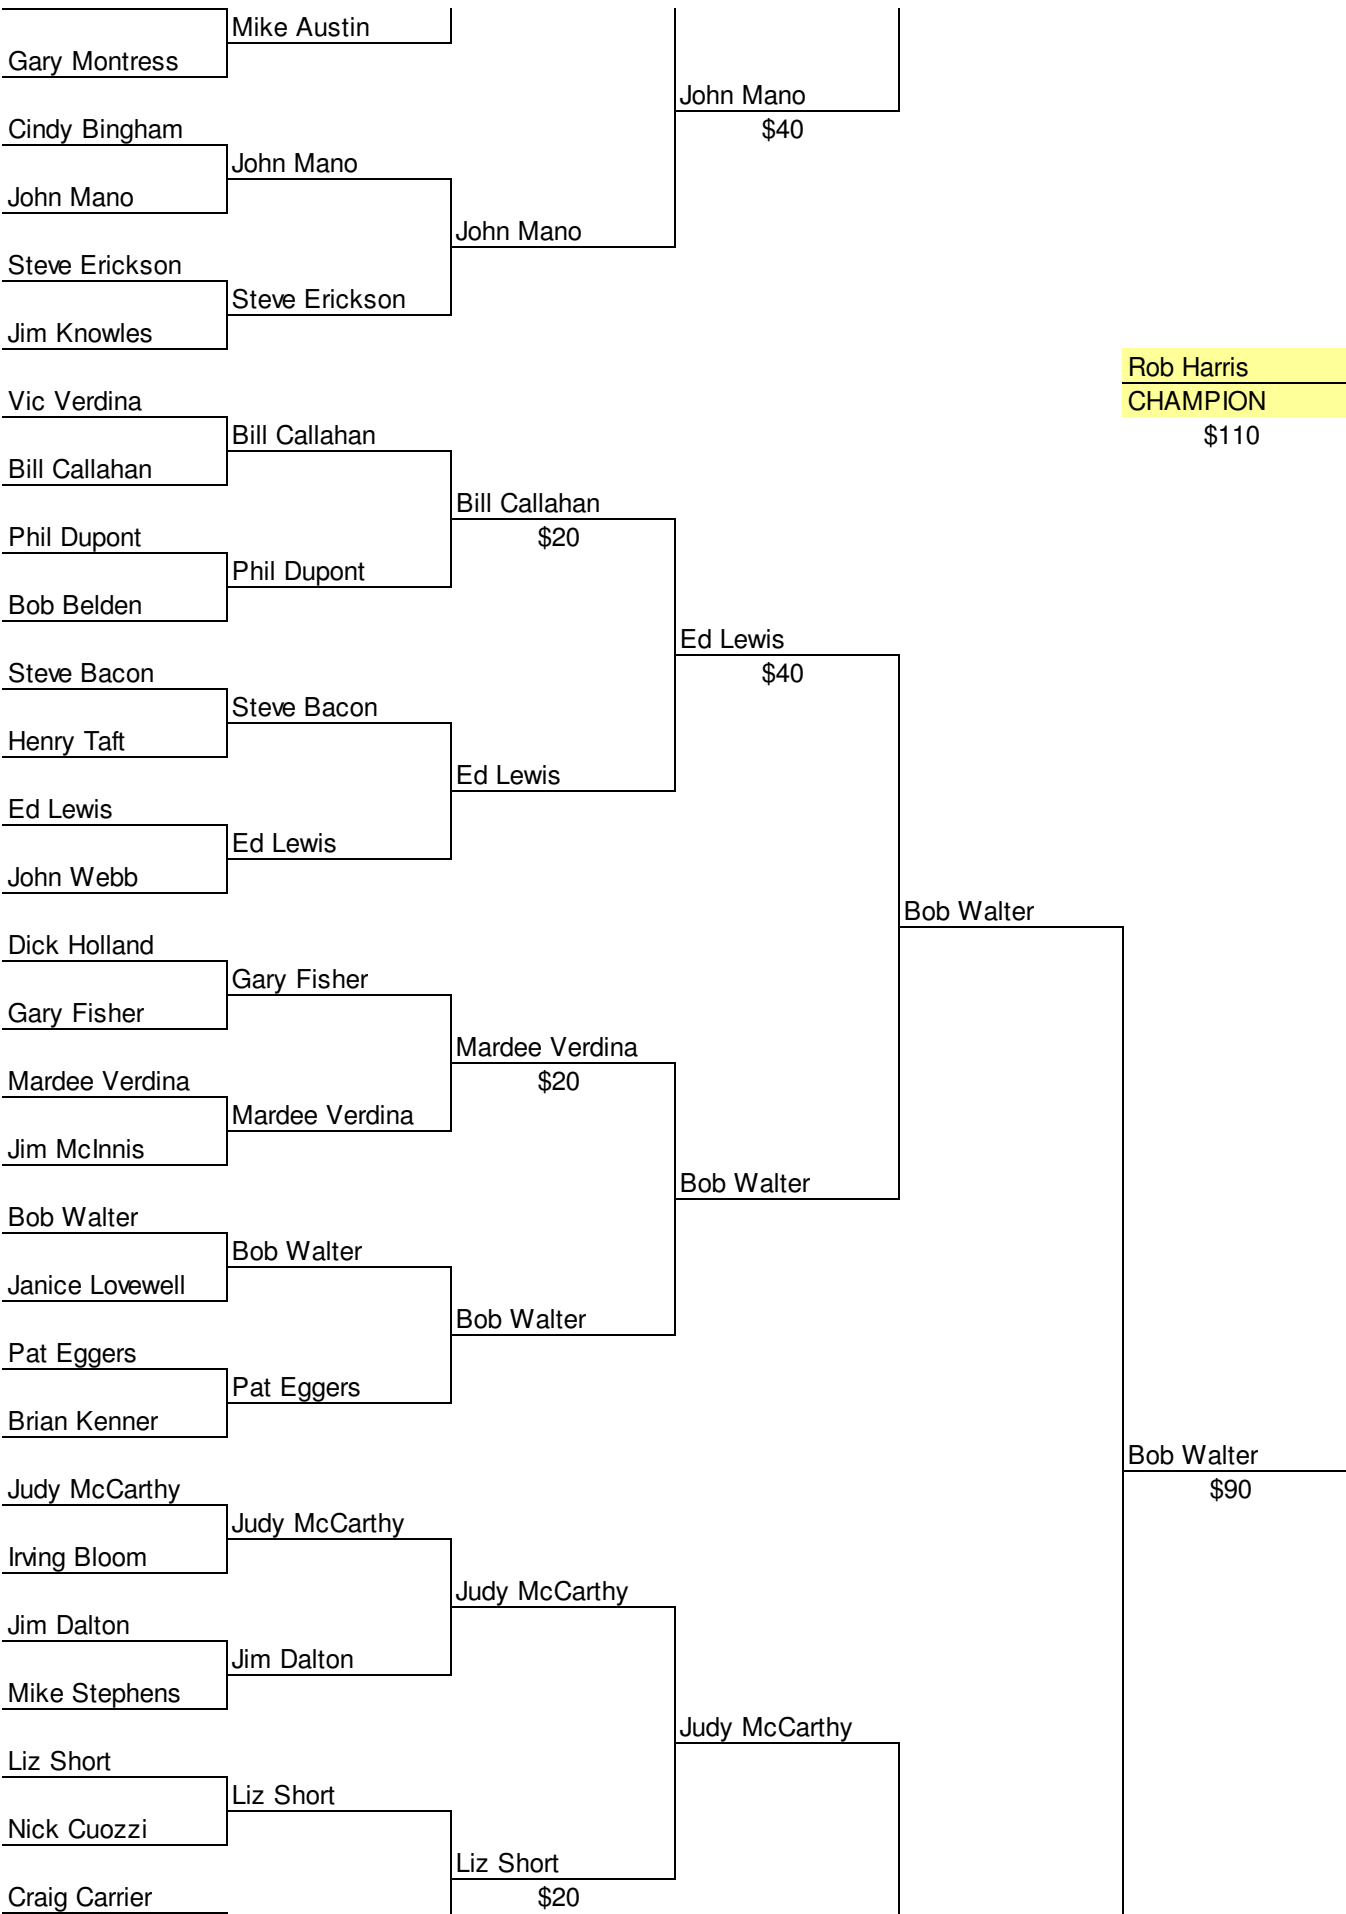 Mike Austin
Gary Montress
John Mano
Cindy Bingham
$40
John Mano
John Mano
John Mano
Steve Erickson
Steve Erickson
Jim Knowles
Rob Harris
Vic Verdina
CHAMPION
Bill Callahan
$110
Bill Callahan
Bill Callahan
Phil Dupont
$20
Phil Dupont
Bob Belden
Ed Lewis
Steve Bacon
$40
Steve Bacon
Henry Taft
Ed Lewis
Ed Lewis
Ed Lewis
John Webb
Bob Walter
Dick Holland
Gary Fisher
Gary Fisher
Mardee Verdina
Mardee Verdina
$20
Mardee Verdina
Jim McInnis
Bob Walter
Bob Walter
Bob Walter
Janice Lovewell
Bob Walter
Pat Eggers
Pat Eggers
Brian Kenner
Bob Walter
Judy McCarthy
$90
Judy McCarthy
Irving Bloom
Judy McCarthy
Jim Dalton
Jim Dalton
Mike Stephens
Judy McCarthy
Liz Short
Liz Short
Nick Cuozzi
Liz Short
Craig Carrier
$20